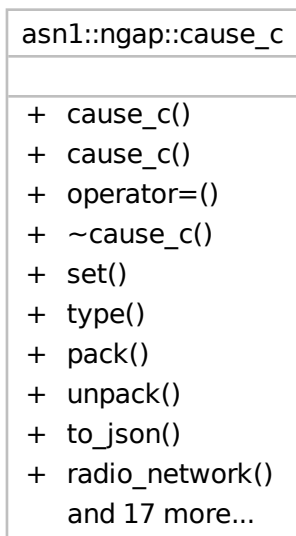 asn1::ngap::cause_c
+ cause_c()
+ cause_c()
+ operator=()
+ ~cause_c()
+ set()
+ type()
+ pack()
+ unpack()
+ to_json()
+ radio_network()
and 17 more...